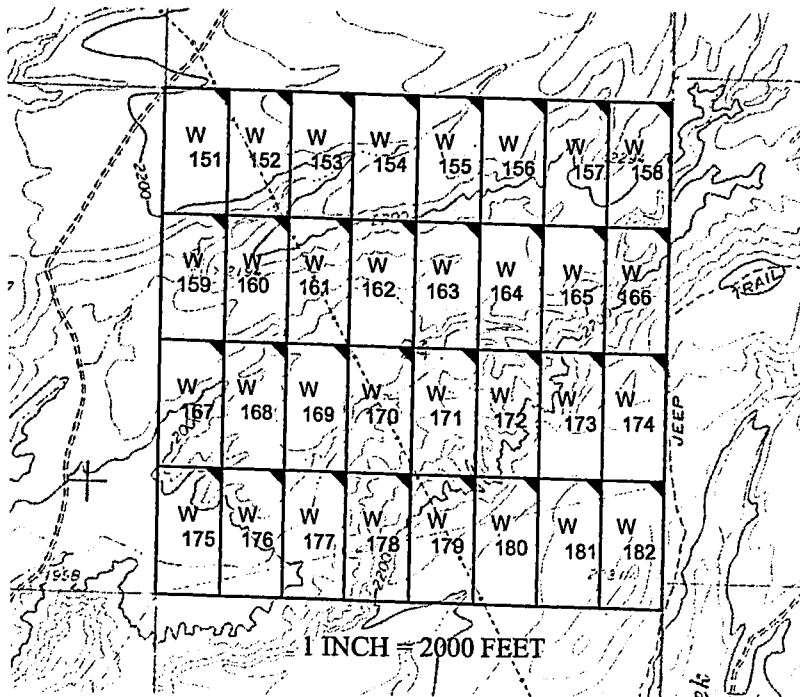 W W W W W W W W
151 152 153 154 155 156 157 158
2200
W W W W W W W W
159 160 161 162 163 164 165 166
TRAIL
W W W W W W W W
167 168 169 170 171 172 173 174
JEEP
W W W W W W W W
175 176 177 178 179 180 181 182
2200
1958
1 INCH = 2000 FEET